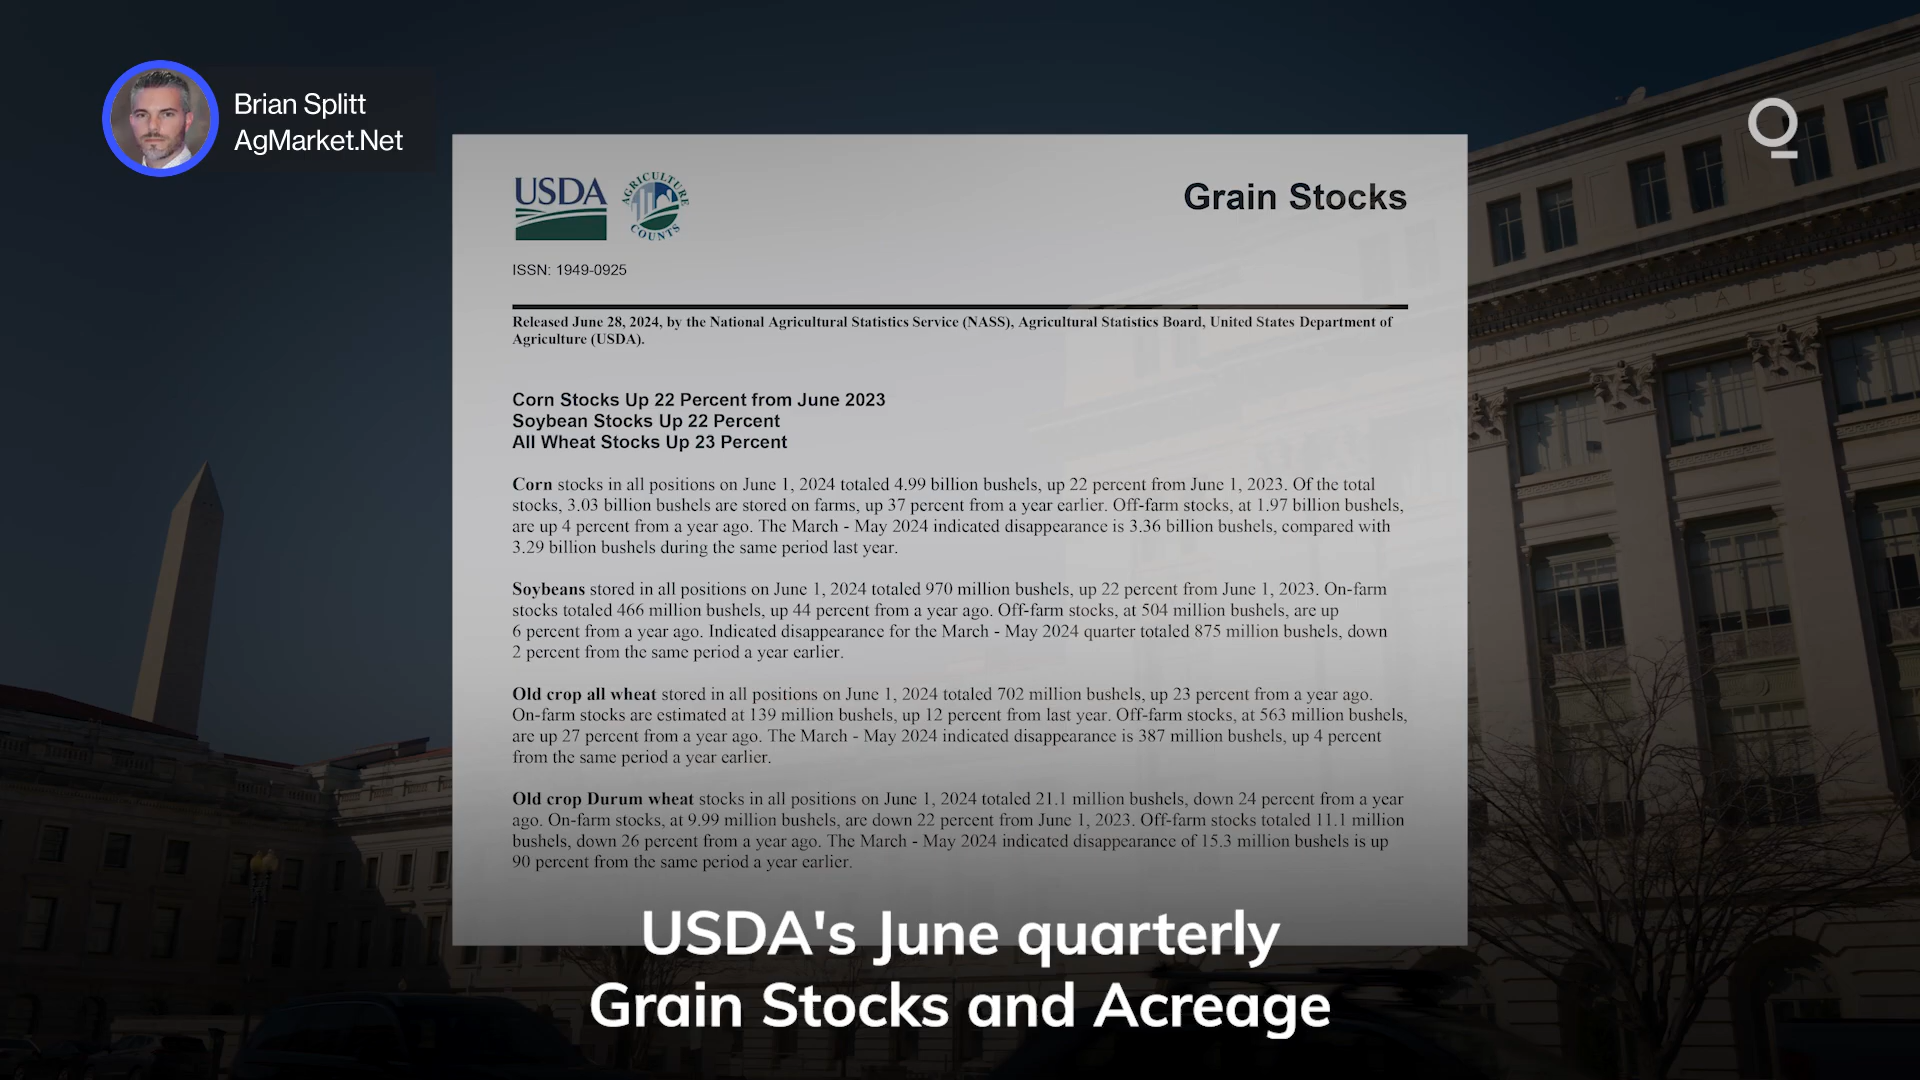 Brian Splitt
AgMarket.Net
USDA
AGRICULTURE
COUNTS
Grain Stocks
ISSN: 1949-0925
Released June 28, 2024, by the National Agricultural Statistics Service (NASS), Agricultural Statistics Board, United States Department of
Agriculture (USDA).
Corn Stocks Up 22 Percent from June 2023
Soybean Stocks Up 22 Percent
All Wheat Stocks Up 23 Percent
Corn stocks in all positions on June 1, 2024 totaled 4.99 billion bushels, up 22 percent from June 1, 2023. Of the total
stocks, 3.03 billion bushels are stored on farms, up 37 percent from a year earlier. Off-farm stocks, at 1.97 billion bushels,
are up 4 percent from a year ago. The March - May 2024 indicated disappearance is 3.36 billion bushels, compared with
3.29 billion bushels during the same period last year.
Soybeans stored in all positions on June 1, 2024 totaled 970 million bushels, up 22 percent from June 1, 2023. On-farm
stocks totaled 466 million bushels, up 44 percent from a year ago. Off-farm stocks, at 504 million bushels, are up
6 percent from a year ago. Indicated disappearance for the March - May 2024 quarter totaled 875 million bushels, down
2 percent from the same period a year earlier.
Old crop all wheat stored in all positions on June 1, 2024 totaled 702 million bushels, up 23 percent from a year ago.
On-farm stocks are estimated at 139 million bushels, up 12 percent from last year. Off-farm stocks, at 563 million bushels,
are up 27 percent from a year ago. The March - May 2024 indicated disappearance is 387 million bushels, up 4 percent
from the same period a year earlier.
Old crop Durum wheat stocks in all positions on June 1, 2024 totaled 21.1 million bushels, down 24 percent from a year
ago. On-farm stocks, at 9.99 million bushels, are down 22 percent from June 1, 2023. Off-farm stocks totaled 11.1 million
bushels, down 26 percent from a year ago. The March - May 2024 indicated disappearance of 15.3 million bushels is up
90 percent from the same period a year earlier.
USDA's June quarterly
Grain Stocks and Acreage
UNITED STATES DE